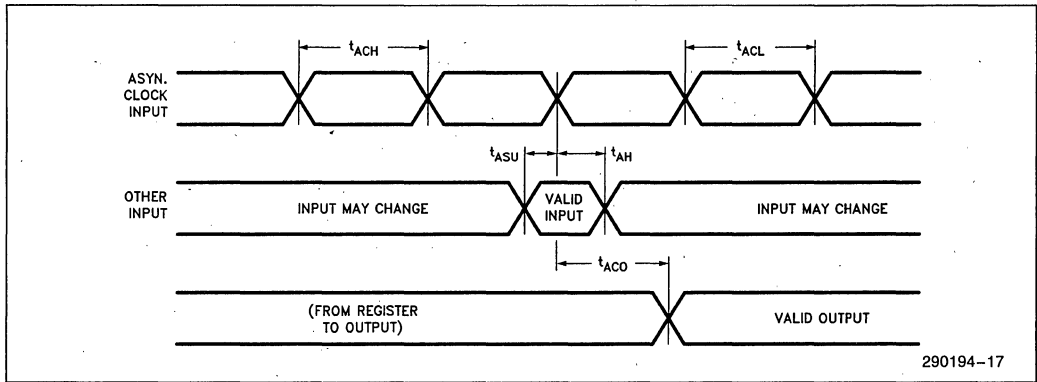 tACH
tACL
ASYN.
CLOCK
INPUT
tASU
tAH
OTHER
INPUT
INPUT MAY CHANGE
VALID
INPUT
INPUT MAY CHANGE
tACO
(FROM REGISTER
TO OUTPUT)
VALID OUTPUT
290194-17